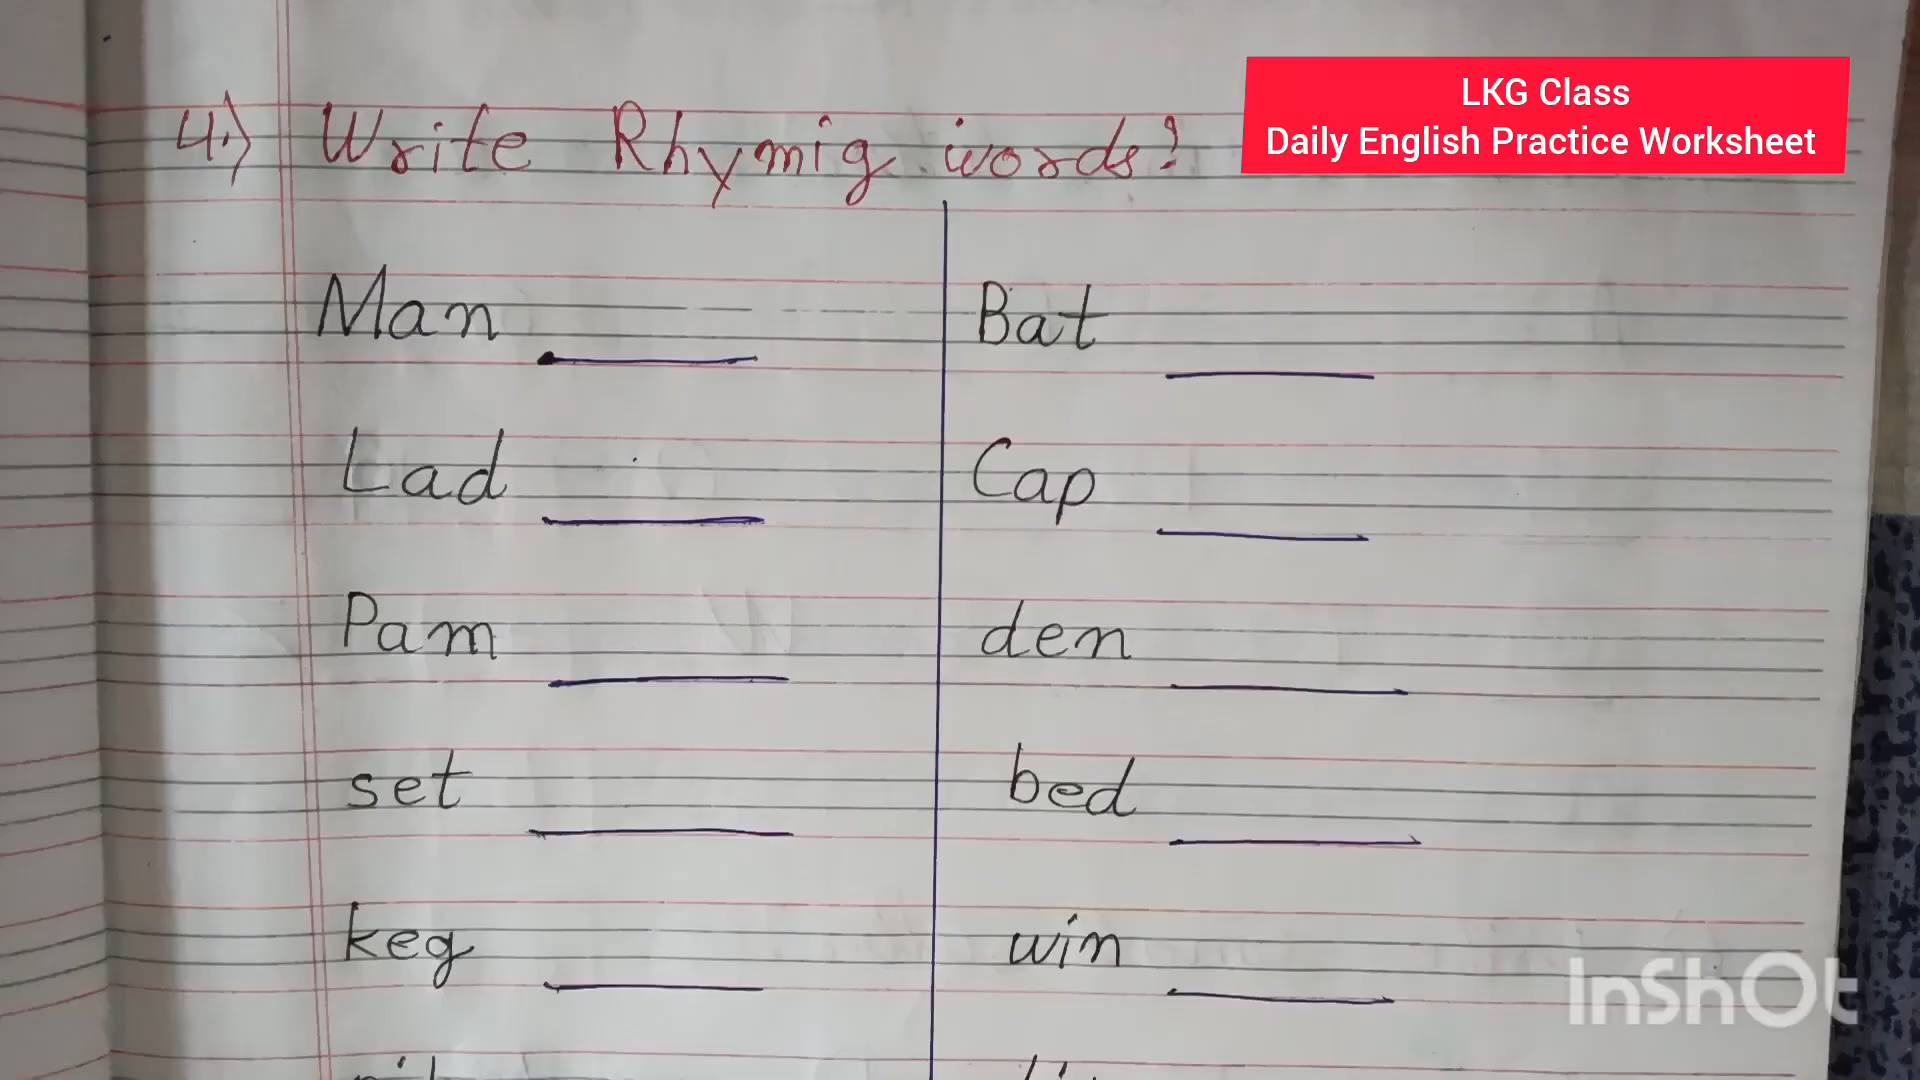 LKG Class
Daily English Practice Worksheet
4.) Write Rhymig words?
Man
Bat
Lad
Cap
Pam
den
set
bed
keg
win
InShOt